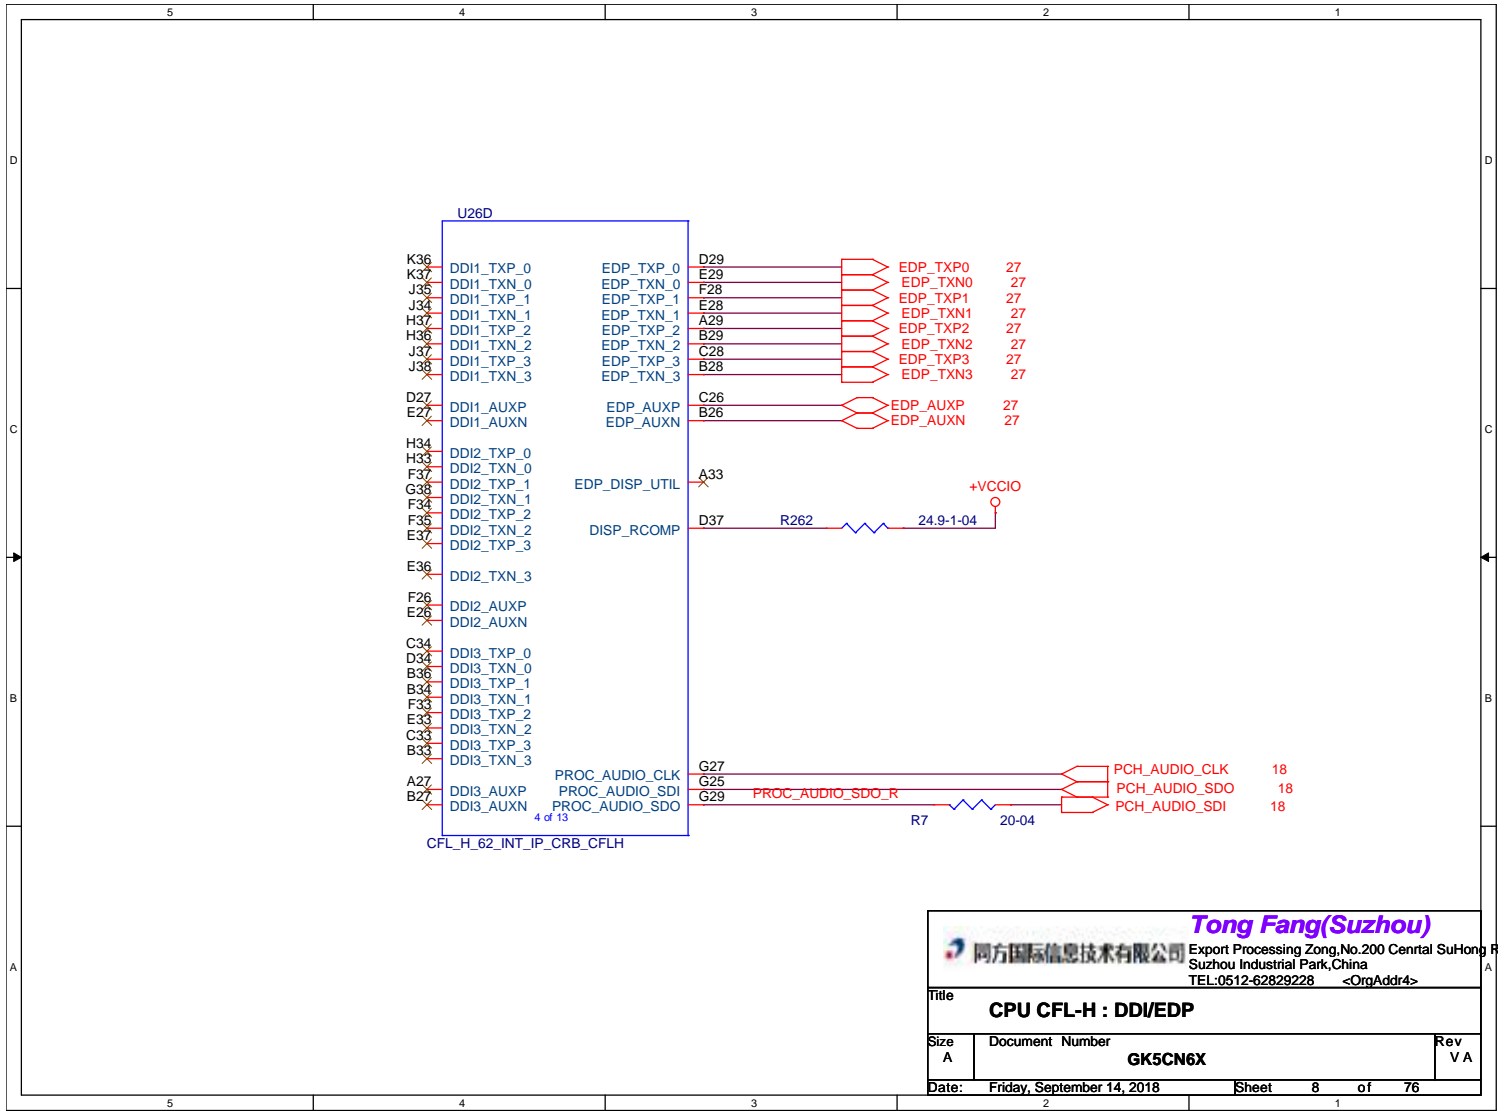 5 4 3 2 1
D D
C C
B B
A A
U26D
K36 DDI1_TXP_0 EDP_TXP_0 D29 EDP_TXP0 27
K37 DDI1_TXN_0 EDP_TXN_0 E29 EDP_TXN0 27
J35 DDI1_TXP_1 EDP_TXP_1 F28 EDP_TXP1 27
J34 DDI1_TXN_1 EDP_TXN_1 E28 EDP_TXN1 27
H37 DDI1_TXP_2 EDP_TXP_2 A29 EDP_TXP2 27
H36 DDI1_TXN_2 EDP_TXN_2 B29 EDP_TXN2 27
J37 DDI1_TXP_3 EDP_TXP_3 C28 EDP_TXP3 27
J38 DDI1_TXN_3 EDP_TXN_3 B28 EDP_TXN3 27
D27 DDI1_AUXP EDP_AUXP C26 EDP_AUXP 27
E27 DDI1_AUXN EDP_AUXN B26 EDP_AUXN 27
H34 DDI2_TXP_0
H33 DDI2_TXN_0
F37 DDI2_TXP_1 EDP_DISP_UTIL A33
G38 DDI2_TXN_1 +VCCIO
F34 DDI2_TXP_2
F35 DDI2_TXN_2 DISP_RCOMP D37 R262 24.9-1-04
E37 DDI2_TXP_3
E36 DDI2_TXN_3
F26 DDI2_AUXP
E26 DDI2_AUXN
C34 DDI3_TXP_0
D34 DDI3_TXN_0
B36 DDI3_TXP_1
B34 DDI3_TXN_1
F33 DDI3_TXP_2
E33 DDI3_TXN_2
C33 DDI3_TXP_3
B33 DDI3_TXN_3
PROC_AUDIO_CLK G27 PCH_AUDIO_CLK 18
A27 DDI3_AUXP PROC_AUDIO_SDI G25 PCH_AUDIO_SDO 18
B27 DDI3_AUXN PROC_AUDIO_SDO G29 PROC_AUDIO_SDO_R PCH_AUDIO_SDI 18
4 of 13 R7 20-04
CFL_H_62_INT_IP_CRB_CFLH
Tong Fang(Suzhou)
同方国际信息技术有限公司
Export Processing Zong,No.200 Cenrtal SuHong R
Suzhou Industrial Park,China
TEL:0512-62829228 <OrgAddr4>
Title
CPU CFL-H : DDI/EDP
Size Document Number Rev
A GK5CN6X V A
Date: Friday, September 14, 2018 Sheet 8 of 76
5 4 3 2 1